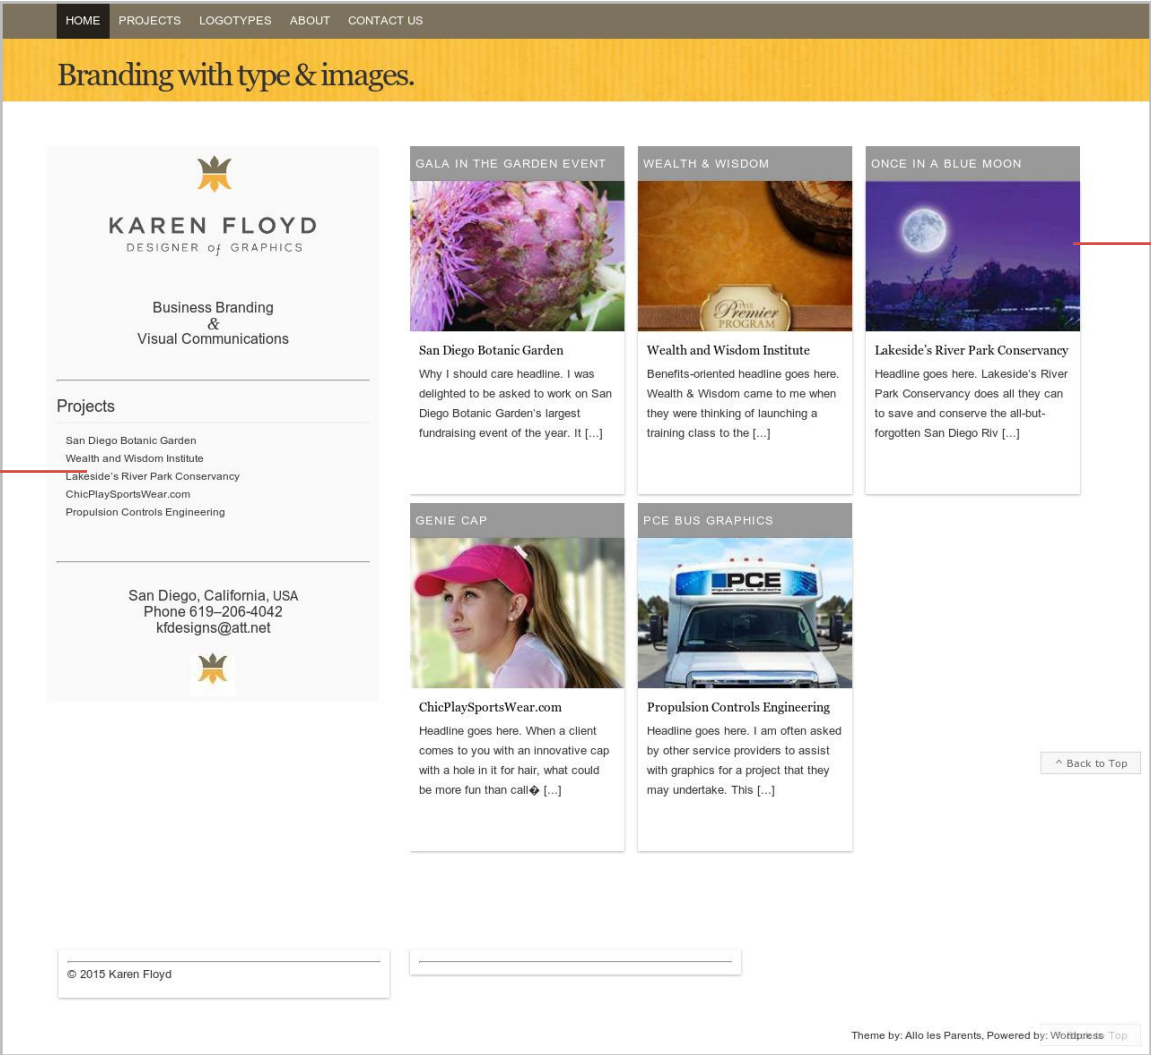 HOME PROJECTS LOGOTYPES ABOUT CONTACT US
Branding with type & images.
KAREN FLOYD
DESIGNER of GRAPHICS
Business Branding
&
Visual Communications
Projects
San Diego Botanic Garden
Wealth and Wisdom Institute
Lakeside's River Park Conservancy
ChicPlaySportsWear.com
Propulsion Controls Engineering
San Diego, California, USA
Phone 619–206-4042
kfdesigns@att.net
GALA IN THE GARDEN EVENT
San Diego Botanic Garden
Why I should care headline. I was
delighted to be asked to work on San
Diego Botanic Garden's largest
fundraising event of the year. It [...]
WEALTH & WISDOM
THE
Premier
PROGRAM
Wealth and Wisdom Institute
Benefits-oriented headline goes here.
Wealth & Wisdom came to me when
they were thinking of launching a
training class to the [...]
ONCE IN A BLUE MOON
Lakeside's River Park Conservancy
Headline goes here. Lakeside's River
Park Conservancy does all they can
to save and conserve the all-but-
forgotten San Diego Riv [...]
GENIE CAP
ChicPlaySportsWear.com
Headline goes here. When a client
comes to you with an innovative cap
with a hole in it for hair, what could
be more fun than call� [...]
PCE BUS GRAPHICS
PCE
Propulsion Controls Engineering
Propulsion Controls Engineering
Headline goes here. I am often asked
by other service providers to assist
with graphics for a project that they
may undertake. This [...]
^ Back to Top
© 2015 Karen Floyd
Theme by: Allo les Parents, Powered by: Wordpress
^ Back to Top